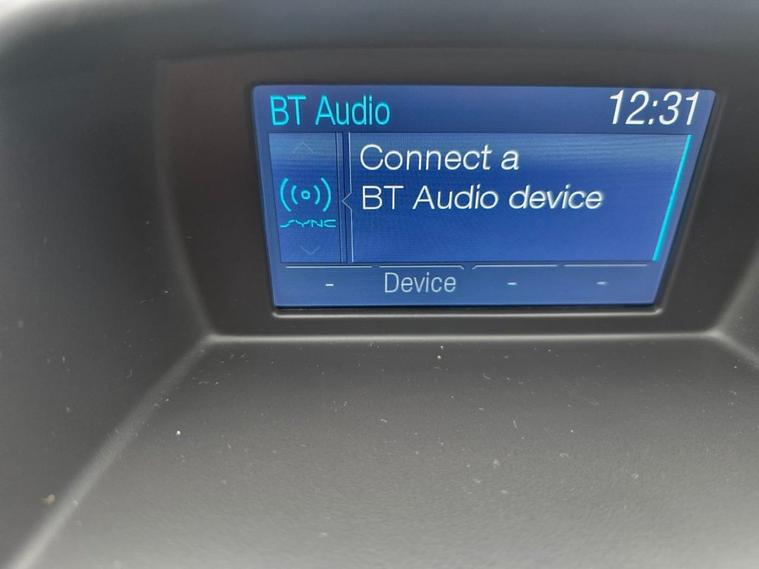 BT Audio 12:31
Connect a
BT Audio device
SYNC
- Device - -